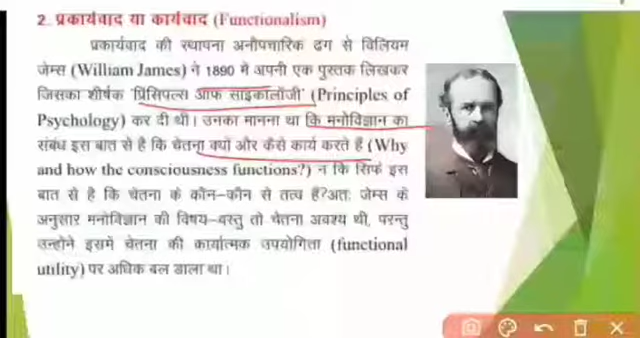 2. प्रकार्यवाद या कार्यवाद (Functionalism)
प्रकार्यवाद की स्थापना अनौपचारिक ढंग से विलियम
जेम्स (William James) ने 1890 मे अपनी एक पुस्तक लिखकर
जिसका शीर्षक 'प्रिंसिपल्स ऑफ साइकोलॉजी' (Principles of
Psychology) कर दी थी। उनका मानना था कि मनोविज्ञान का
संबंध इस बात से है कि चेतना क्यों और कैसे कार्य करते हैं (Why
and how the consciousness functions?) न कि सिर्फ इस
बात से है कि चेतना के कौन-कौन से तत्व हैं?अतः जेम्स के
अनुसार मनोविज्ञान की विषय-वस्तु तो चेतना अवश्य थी, परन्तु
उन्होने इसमें चेतना की कार्यात्मक उपयोगिता (functional
utility) पर अधिक बल डाला था।